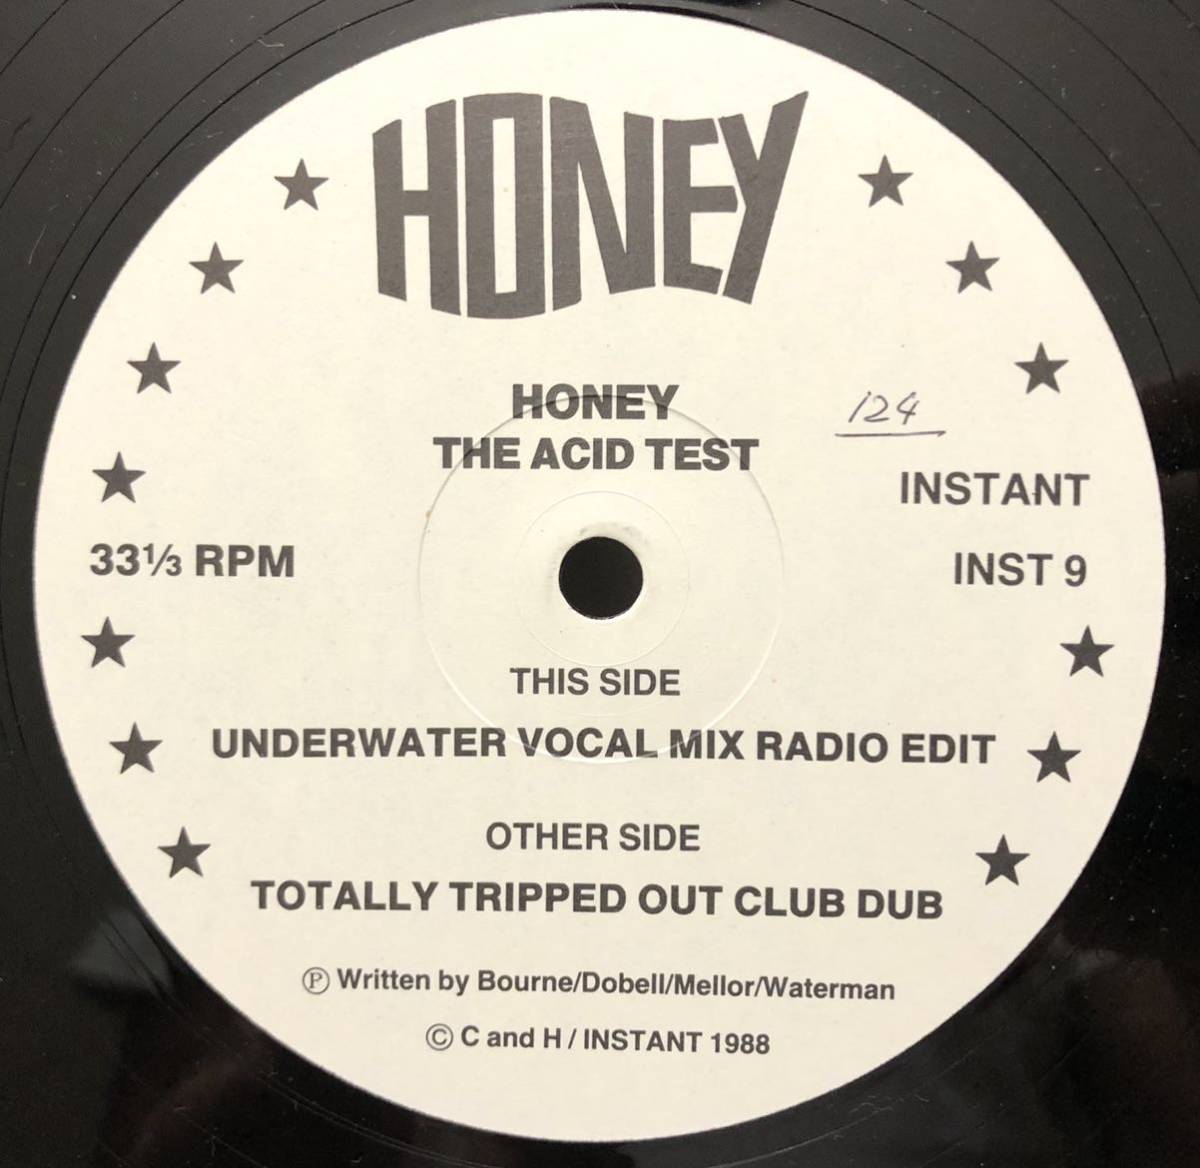 HONEY
HONEY
THE ACID TEST
124
INSTANT
33⅓ RPM
INST 9
THIS SIDE
UNDERWATER VOCAL MIX RADIO EDIT
OTHER SIDE
TOTALLY TRIPPED OUT CLUB DUB
Ⓟ Written by Bourne/Dobell/Mellor/Waterman
© C and H / INSTANT 1988